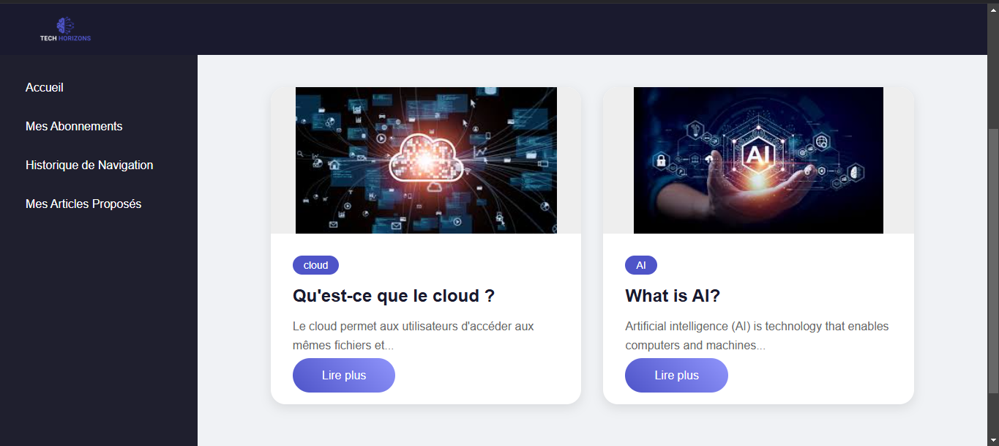 TECH HORIZONS
Accueil
Mes Abonnements
Historique de Navigation
Mes Articles Proposés
AI
cloud
Qu'est-ce que le cloud ?
Le cloud permet aux utilisateurs d'accéder aux
mêmes fichiers et...
Lire plus
AI
What is AI?
Artificial intelligence (AI) is technology that enables
computers and machines...
Lire plus